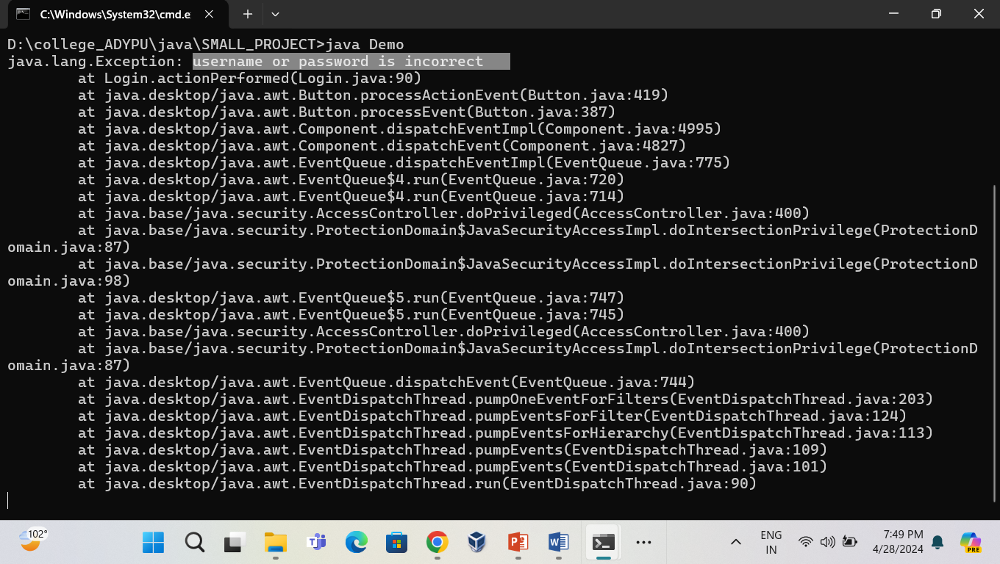 C:\Windows\System32\cmd.e
D:\college_ADYPU\java\SMALL_PROJECT>java Demo
java.lang.Exception: username or password is incorrect
at Login.actionPerformed(Login.java:90)
at java.desktop/java.awt.Button.processActionEvent(Button.java:419)
at java.desktop/java.awt.Button.processEvent(Button.java:387)
at java.desktop/java.awt.Component.dispatchEventImpl(Component.java:4995)
at java.desktop/java.awt.Component.dispatchEvent(Component.java:4827)
at java.desktop/java.awt.EventQueue.dispatchEventImpl(EventQueue.java:775)
at java.desktop/java.awt.EventQueue$4.run(EventQueue.java:720)
at java.desktop/java.awt.EventQueue$4.run(EventQueue.java:714)
at java.base/java.security.AccessController.doPrivileged(AccessController.java:400)
at java.base/java.security.ProtectionDomain$JavaSecurityAccessImpl.doIntersectionPrivilege(ProtectionD
omain.java:87)
at java.base/java.security.ProtectionDomain$JavaSecurityAccessImpl.doIntersectionPrivilege(ProtectionD
omain.java:98)
at java.desktop/java.awt.EventQueue$5.run(EventQueue.java:747)
at java.desktop/java.awt.EventQueue$5.run(EventQueue.java:745)
at java.base/java.security.AccessController.doPrivileged(AccessController.java:400)
at java.base/java.security.ProtectionDomain$JavaSecurityAccessImpl.doIntersectionPrivilege(ProtectionD
omain.java:87)
at java.desktop/java.awt.EventQueue.dispatchEvent(EventQueue.java:744)
at java.desktop/java.awt.EventDispatchThread.pumpOneEventForFilters(EventDispatchThread.java:203)
at java.desktop/java.awt.EventDispatchThread.pumpEventsForFilter(EventDispatchThread.java:124)
at java.desktop/java.awt.EventDispatchThread.pumpEventsForHierarchy(EventDispatchThread.java:113)
at java.desktop/java.awt.EventDispatchThread.pumpEvents(EventDispatchThread.java:109)
at java.desktop/java.awt.EventDispatchThread.pumpEvents(EventDispatchThread.java:101)
at java.desktop/java.awt.EventDispatchThread.run(EventDispatchThread.java:90)
102°
ENG
IN
7:49 PM
4/28/2024
PRE